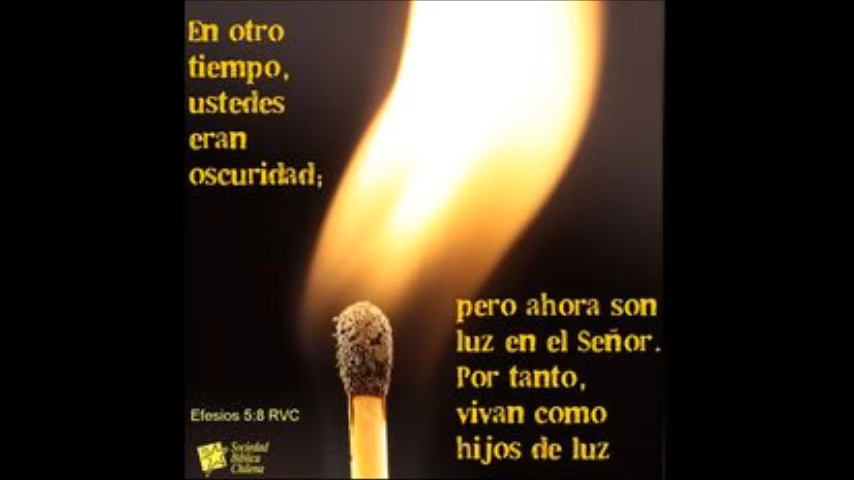 En otro
tiempo,
ustedes
eran
oscuridad;
pero ahora son
luz en el Señor.
Por tanto,
vivan como
hijos de luz
Efesios 5:8 RVC
Sociedad
Bíblica
Chilena